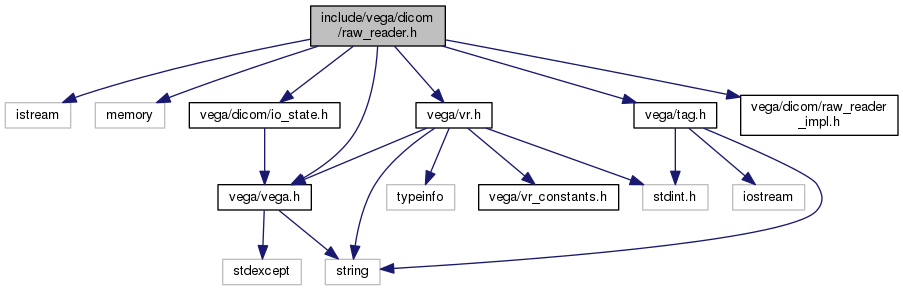 include/vega/dicom
/raw_reader.h
istream
memory
vega/dicom/io_state.h
vega/vr.h
vega/tag.h
vega/dicom/raw_reader
_impl.h
vega/vega.h
typeinfo
vega/vr_constants.h
stdint.h
iostream
stdexcept
string